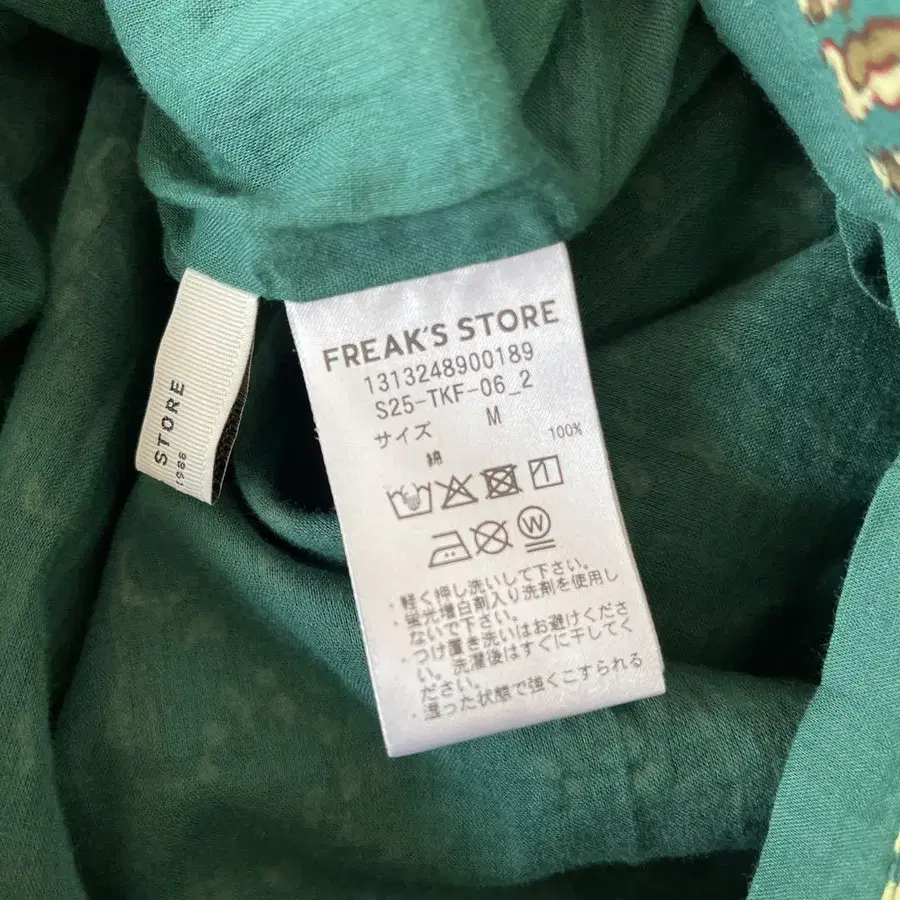 FREAK'S STORE
1313248900189
S25-TKF-06_2
サイズ M
綿 100%
W
・軽く押し洗いして下さい。
・蛍光増白剤入り洗剤を使用し
ないで下さい。
・つけ置き洗いはお避けくださ
い。洗濯後はすぐに干してく
ださい。
・湿った状態で強くこすられる
STORE
1986